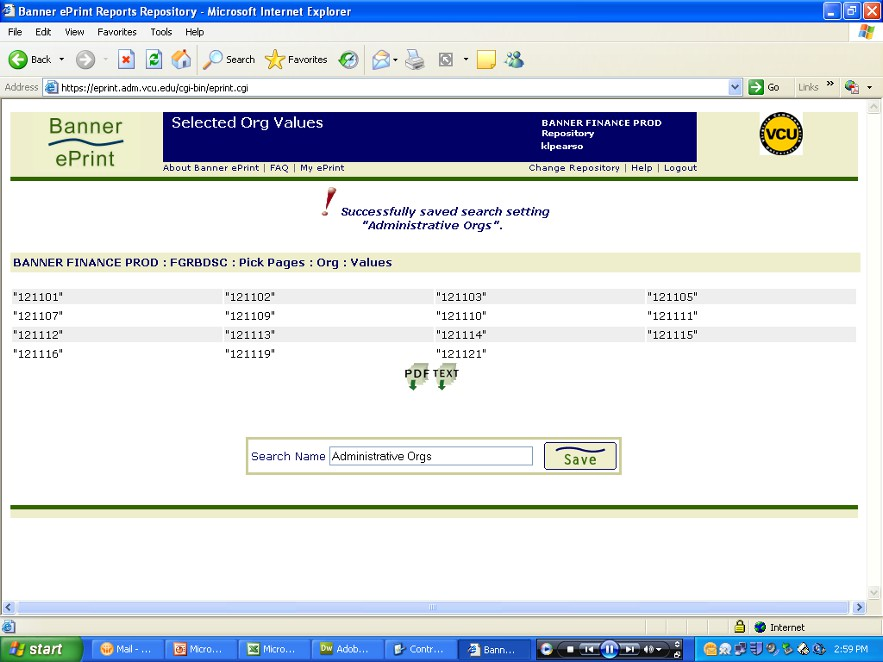 Banner ePrint Reports Repository - Microsoft Internet Explorer
File Edit View Favorites Tools Help
Back Search Favorites
Address https://eprint.adm.vcu.edu/cgi-bin/eprint.cgi Go Links »
Banner
ePrint
Selected Org Values
BANNER FINANCE PROD
Repository
klpearso
VCU
About Banner ePrint | FAQ | My ePrint Change Repository | Help | Logout
Successfully saved search setting
"Administrative Orgs".
BANNER FINANCE PROD : FGRBDSC : Pick Pages : Org : Values
"121101" "121102" "121103" "121105"
"121107" "121109" "121110" "121111"
"121112" "121113" "121114" "121115"
"121116" "121119" "121121"
PDF TEXT
Search Name Administrative Orgs Save
Internet
start Mail - ... Micro... Micro... Dw Adob... Contr... Bann... 2:59 PM